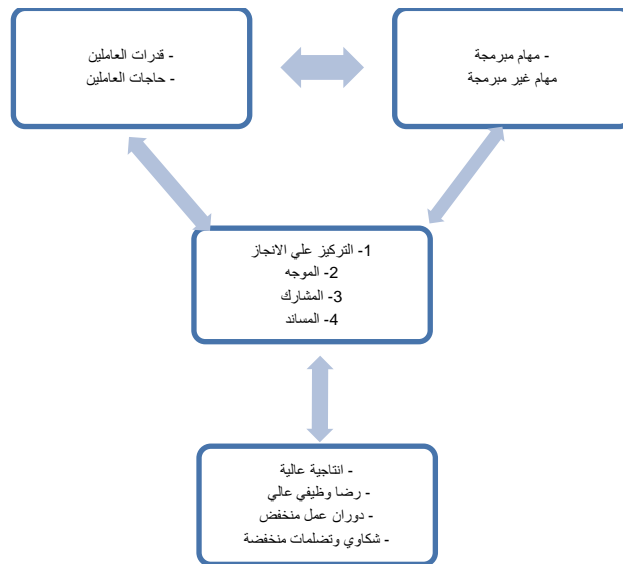 - مهام مبرمجة
مهام غير مبرمجة
- قدرات العاملين
- حاجات العاملين
1- التركيز علي الانجاز
2- الموجه
3- المشارك
4- المساند
- انتاجية عالية
- رضا وظيفي عالي
- دوران عمل منخفض
- شكاوي وتضلمات منخفضة